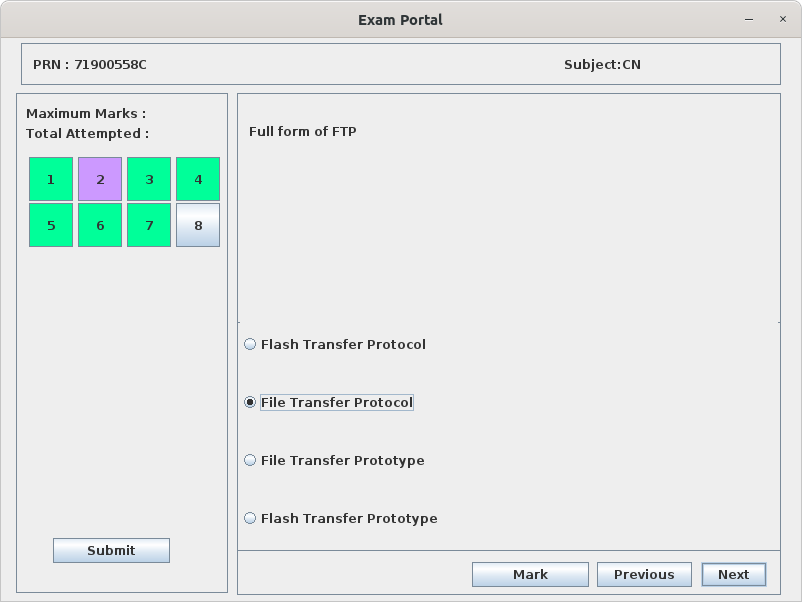 Exam Portal
PRN : 71900558C
Subject:CN
Maximum Marks :
Total Attempted :
1 2 3 4
5 6 7 8
Submit
Full form of FTP
Flash Transfer Protocol
File Transfer Protocol
File Transfer Prototype
Flash Transfer Prototype
Mark Previous Next